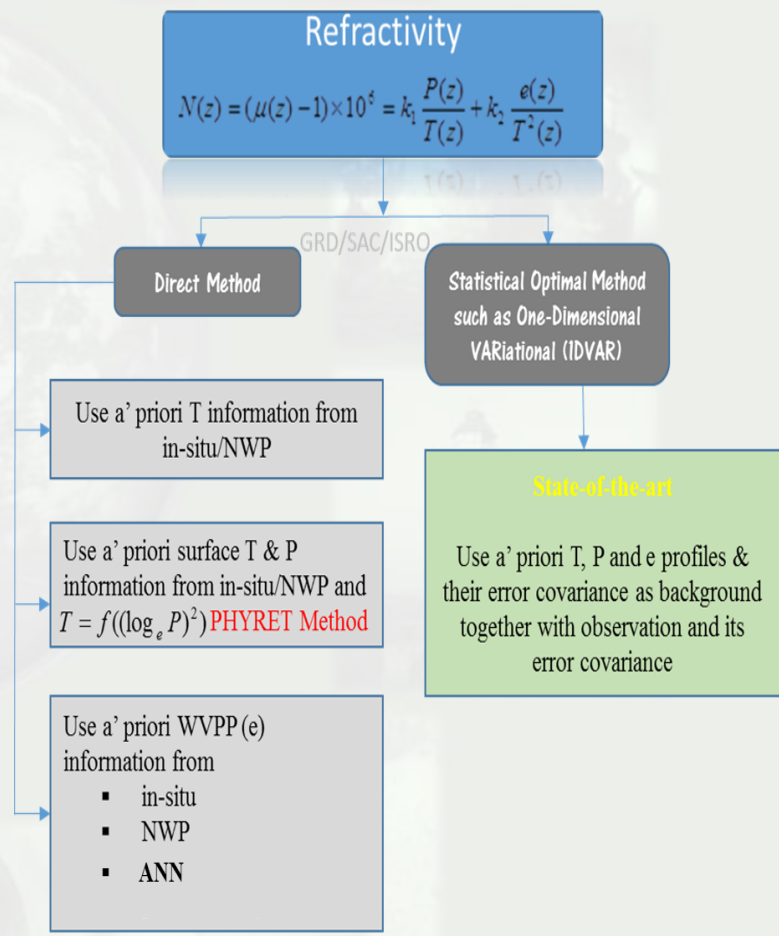 Refractivity
N(z) = (μ(z) − 1) × 10⁶ = k₁ P(z)/T(z) + k₂ e(z)/T²(z)
GRD/SAC/ISRO
Direct Method
Statistical Optimal Method
such as One-Dimensional
VARiational (1DVAR)
Use a’ priori T information from
in-situ/NWP
Use a’ priori surface T & P
information from in-situ/NWP and
T = f((logₑ P)²) PHYRET Method
Use a’ priori WVPP (e)
information from
▪ in-situ
▪ NWP
▪ ANN
State-of-the-art
Use a’ priori T, P and e profiles &
their error covariance as background
together with observation and its
error covariance